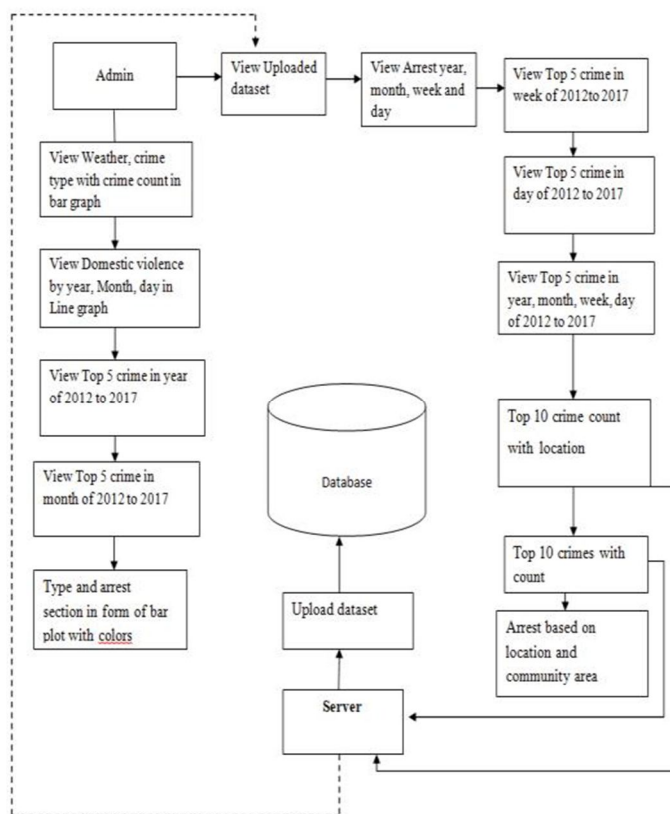 Admin
View Uploaded
dataset
View Arrest year,
month, week and
day
View Top 5 crime in
week of 2012to 2017
View Weather, crime
type with crime count in
bar graph
View Top 5 crime in
day of 2012 to 2017
View Domestic violence
by year, Month, day in
Line graph
View Top 5 crime in
year, month, week, day
of 2012 to 2017
View Top 5 crime in year
of 2012 to 2017
Top 10 crime count
with location
View Top 5 crime in
month of 2012 to 2017
Database
Top 10 crimes with
count
Type and arrest
section in form of bar
plot with colors
Upload dataset
Arrest based on
location and
community area
Server